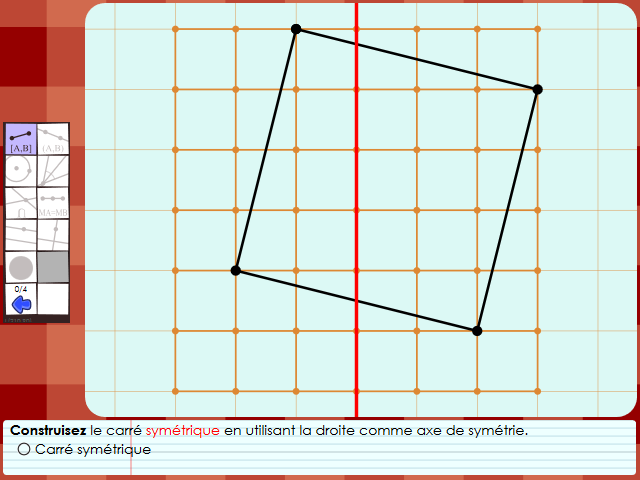 [A,B] (A,B)
MA=MB
0/4
Construisez le carré symétrique en utilisant la droite comme axe de symétrie.
Carré symétrique